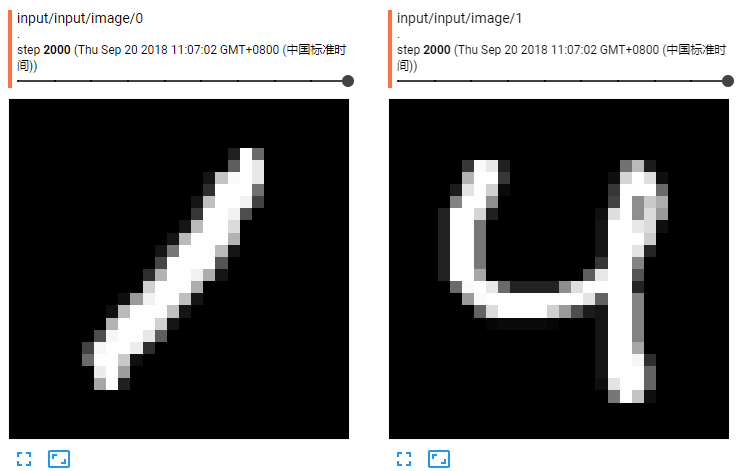 input/input/image/0
.
step 2000 (Thu Sep 20 2018 11:07:02 GMT+0800 (中国标准时
间))
1
input/input/image/1
.
step 2000 (Thu Sep 20 2018 11:07:02 GMT+0800 (中国标准时
间))
4